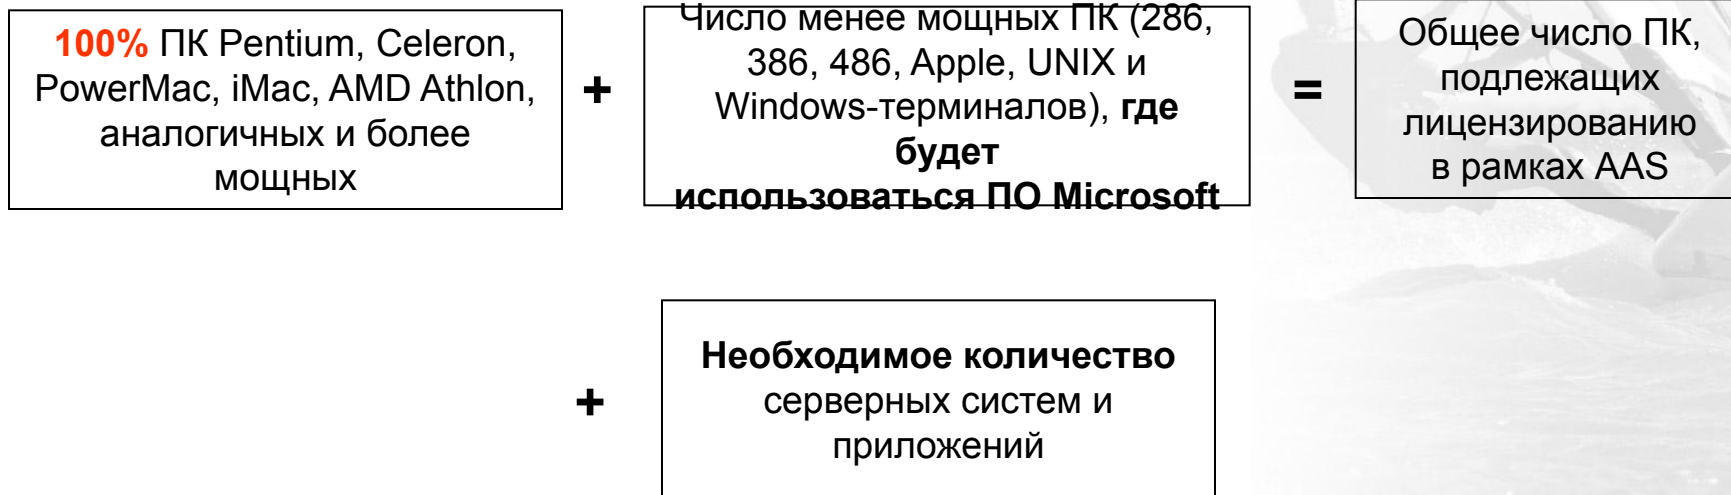 100% ПК Pentium, Celeron,
PowerMac, iMac, AMD Athlon,
аналогичных и более
мощных
+
Число менее мощных ПК (286,
386, 486, Apple, UNIX и
Windows-терминалов), где
будет
использоваться ПО Microsoft
=
Общее число ПК,
подлежащих
лицензированию
в рамках AAS
+
Необходимое количество
серверных систем и
приложений